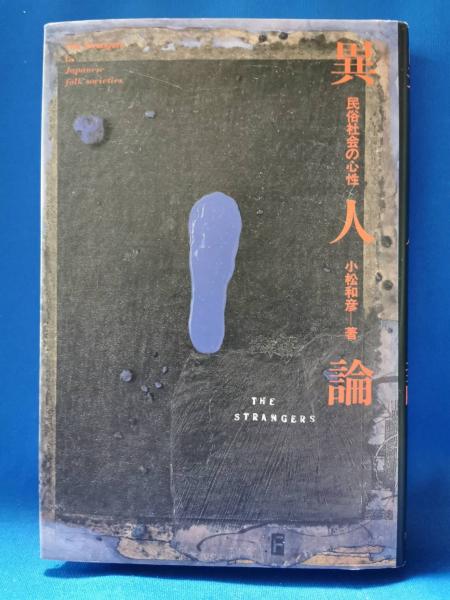 The Strangers
in
Japanese
folk societies
異人論
民俗社会の心性
小松和彦—著
THE
STRANGERS